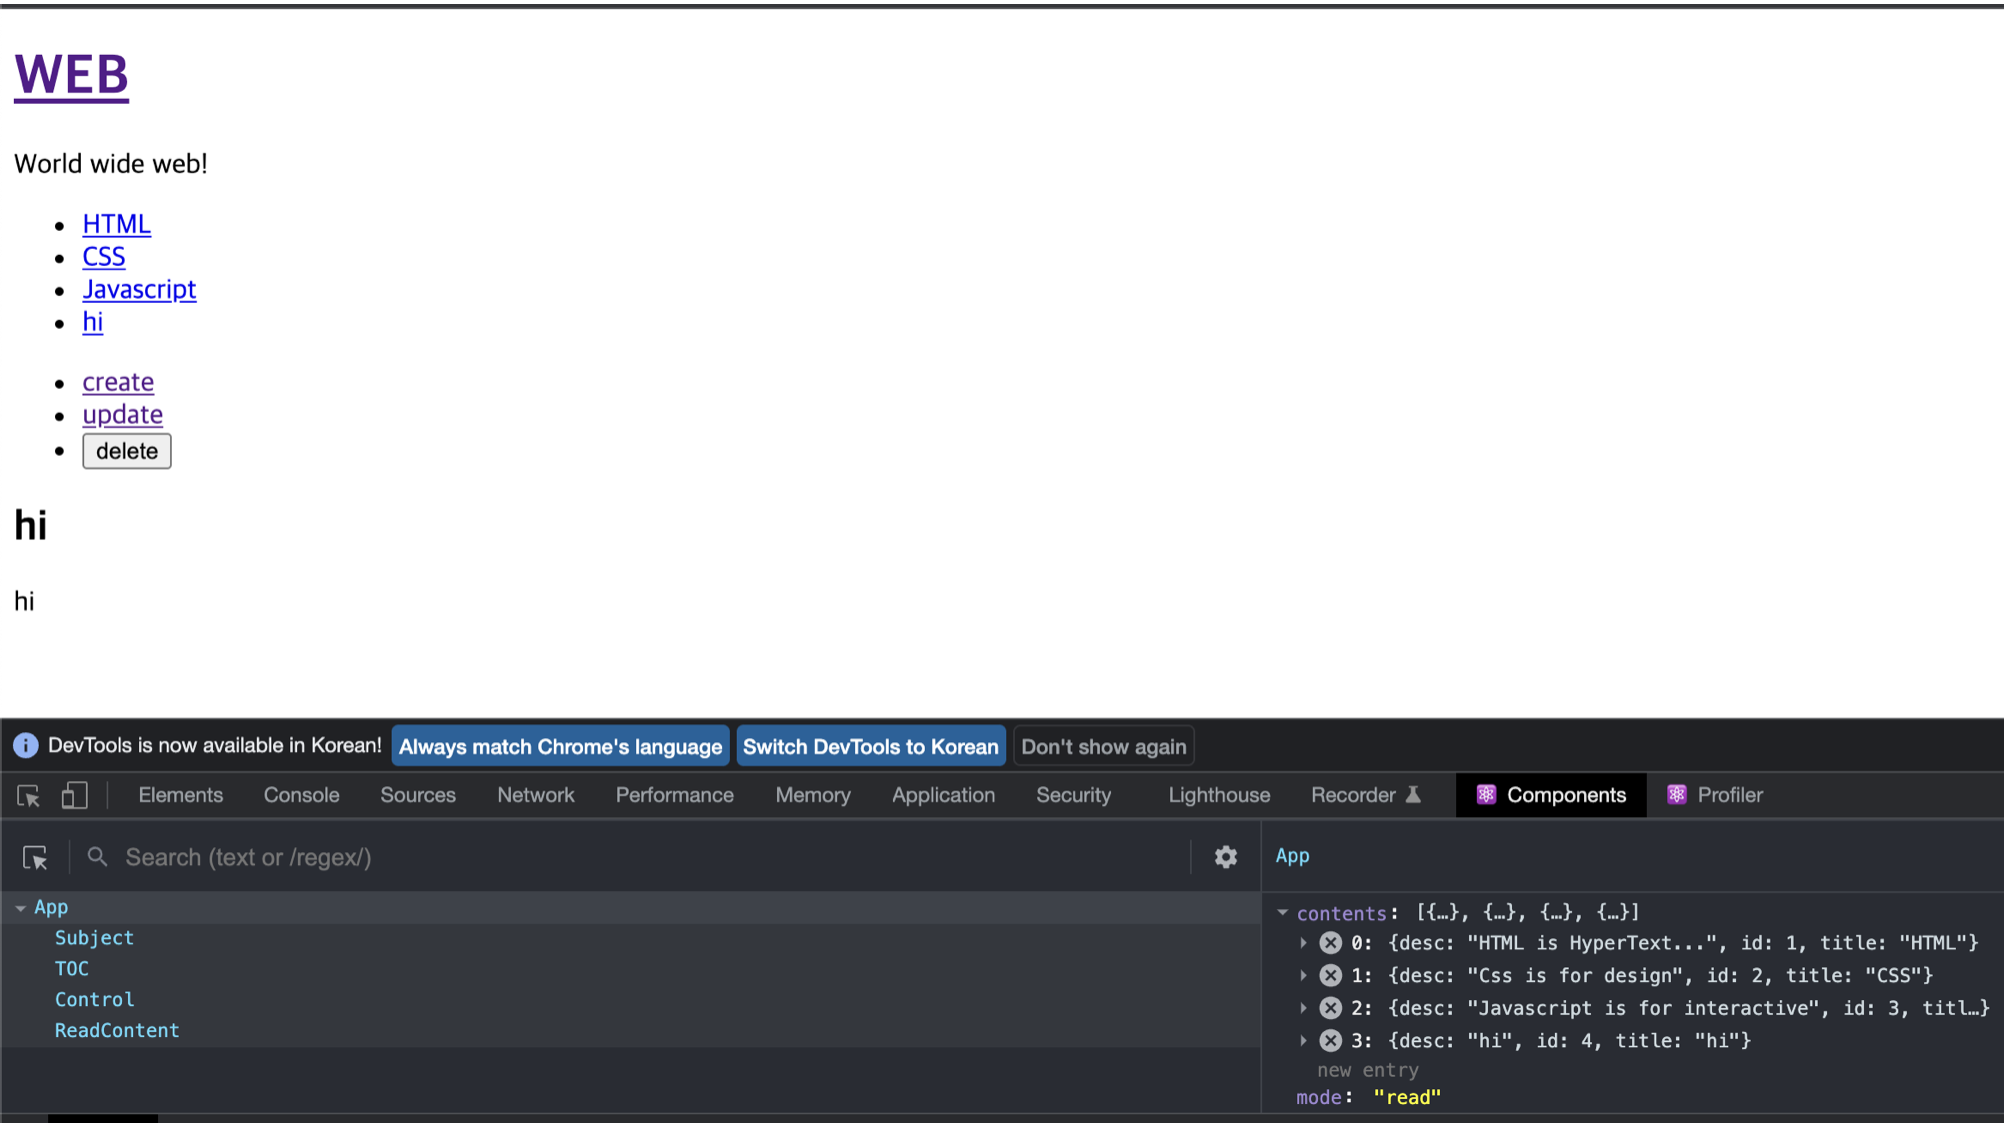 WEB
World wide web!
HTML
CSS
Javascript
hi
create
update
delete
hi
hi
DevTools is now available in Korean! Always match Chrome's language Switch DevTools to Korean Don't show again
Elements Console Sources Network Performance Memory Application Security Lighthouse Recorder Components Profiler
Search (text or /regex/)
App
Subject
TOC
Control
ReadContent
App
contents: [{…}, {…}, {…}, {…}]
0: {desc: "HTML is HyperText...", id: 1, title: "HTML"}
1: {desc: "Css is for design", id: 2, title: "CSS"}
2: {desc: "Javascript is for interactive", id: 3, titl…}
3: {desc: "hi", id: 4, title: "hi"}
new entry
mode: "read"